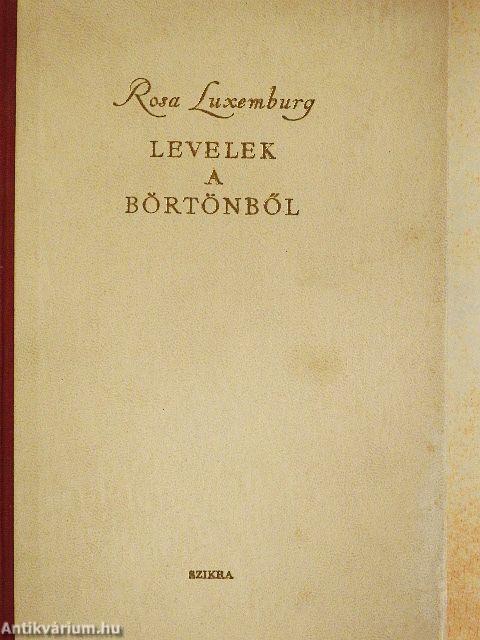 Rosa Luxemburg
LEVELEK
A
BÖRTÖNBŐL
SZIKRA
Antikvárium.hu